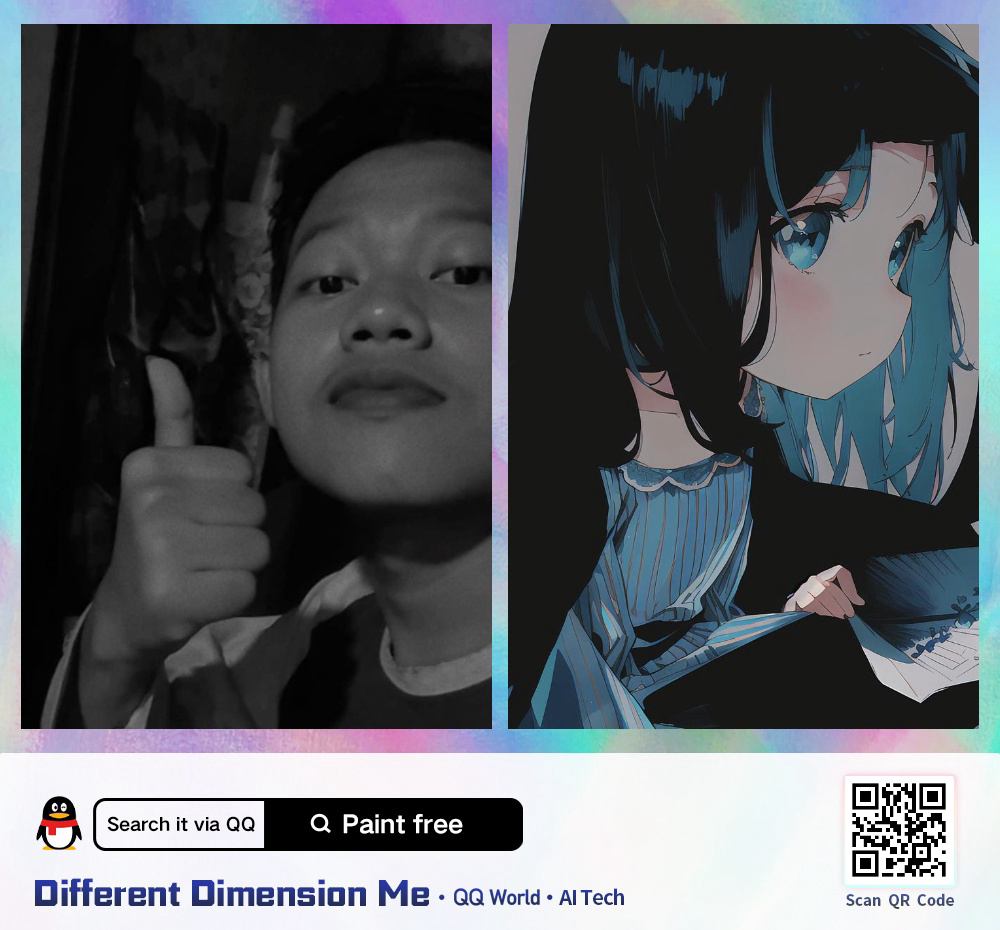 Search it via QQ
Paint free
Different Dimension Me • QQ World • AI Tech
Scan QR Code